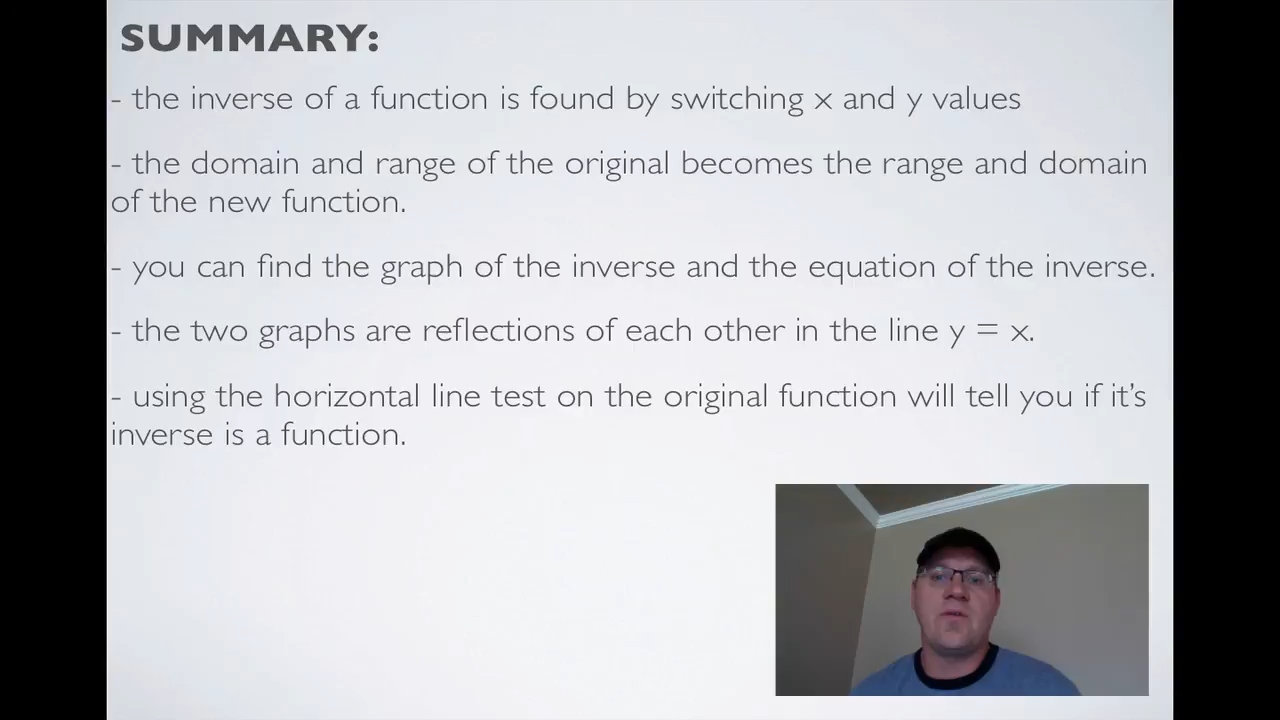 SUMMARY:
- the inverse of a function is found by switching x and y values
- the domain and range of the original becomes the range and domain
of the new function.
- you can find the graph of the inverse and the equation of the inverse.
- the two graphs are reflections of each other in the line y = x.
- using the horizontal line test on the original function will tell you if it's
inverse is a function.